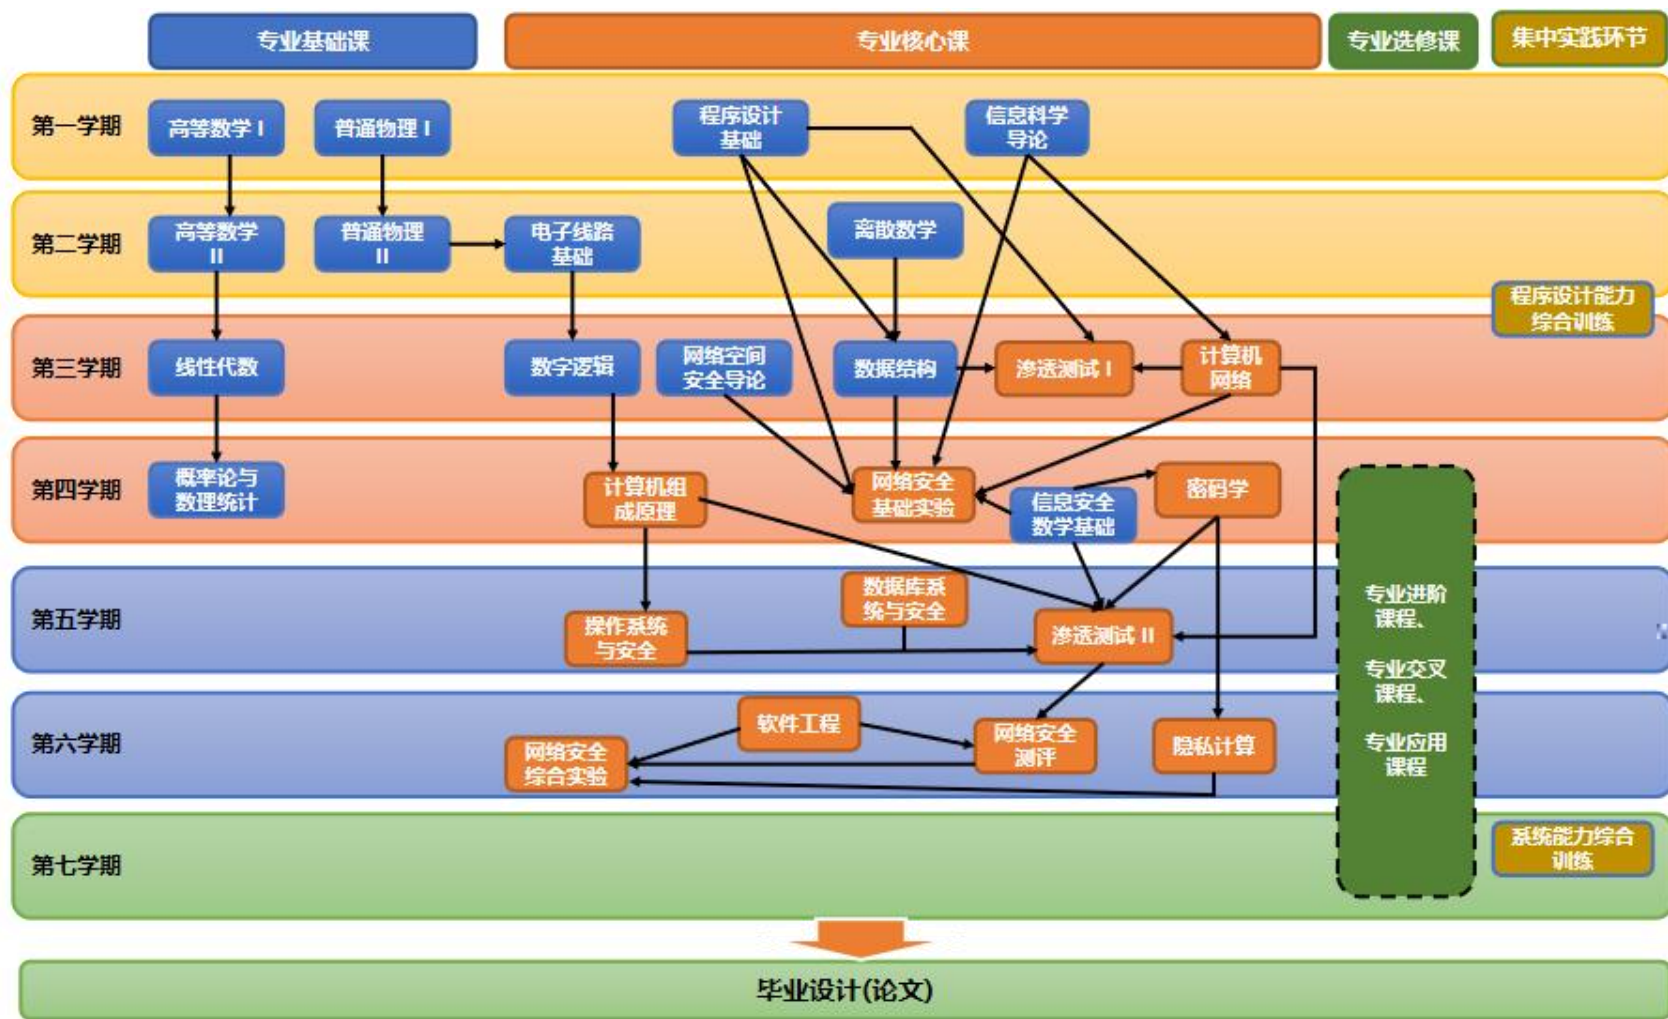 专业基础课
专业核心课
专业选修课
集中实践环节
第一学期
高等数学 I
普通物理 I
程序设计
基础
信息科学
导论
第二学期
高等数学
II
普通物理
II
电子线路
基础
离散数学
程序设计能力
综合训练
第三学期
线性代数
数字逻辑
网络空间
安全导论
数据结构
渗透测试 I
计算机
网络
第四学期
概率论与
数理统计
计算机组
成原理
网络安全
基础实验
信息安全
数学基础
密码学
第五学期
操作系统
与安全
数据库系
统与安全
渗透测试 II
专业进阶
课程、
专业交叉
课程、
专业应用
课程
第六学期
网络安全
综合实验
软件工程
网络安全
测评
隐私计算
第七学期
系统能力综合
训练
毕业设计(论文)